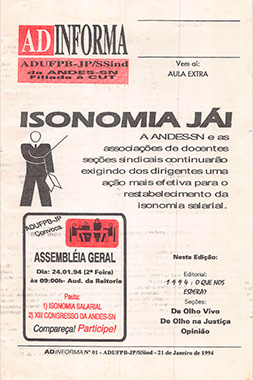 AD INFORMA
ADUFPB-JP/SSind
da ANDES-SN
Filiada à CUT
Vem aí:
AULA EXTRA
ISONOMIA JÁ!
A ANDES-SN e as
associações de docentes
seções sindicais continuarão
exigindo dos dirigentes uma
ação mais efetiva para o
restabelecimento da
isonomia salarial.
ADUFPB-JP
Convoca
ASSEMBLÉIA GERAL
Dia: 24.01.94 (2ª Feira)
às 09:00h- Aud. da Reitoria
Pauta:
1) ISONOMIA SALARIAL
2) XIII CONGRESSO DA ANDES-SN
Compareça! Participe!
Nesta Edição:
Editorial:
1994: O QUE NOS
ESPERA?
Seções:
De Olho Vivo
De Olho na Justiça
Opinião
ADINFORMA Nº 01 - ADUFPB-JP/SSind - 21 de Janeiro de 1994